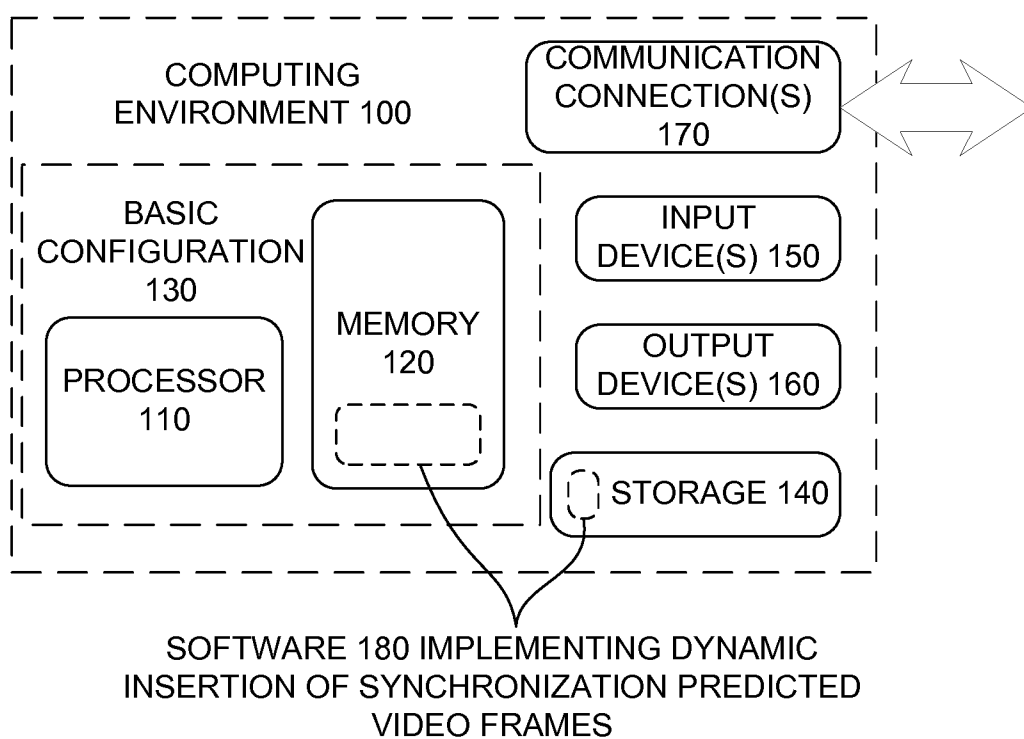 COMPUTING
ENVIRONMENT 100
COMMUNICATION
CONNECTION(S)
170
BASIC
CONFIGURATION
130
PROCESSOR
110
MEMORY
120
INPUT
DEVICE(S) 150
OUTPUT
DEVICE(S) 160
STORAGE 140
SOFTWARE 180 IMPLEMENTING DYNAMIC
INSERTION OF SYNCHRONIZATION PREDICTED
VIDEO FRAMES